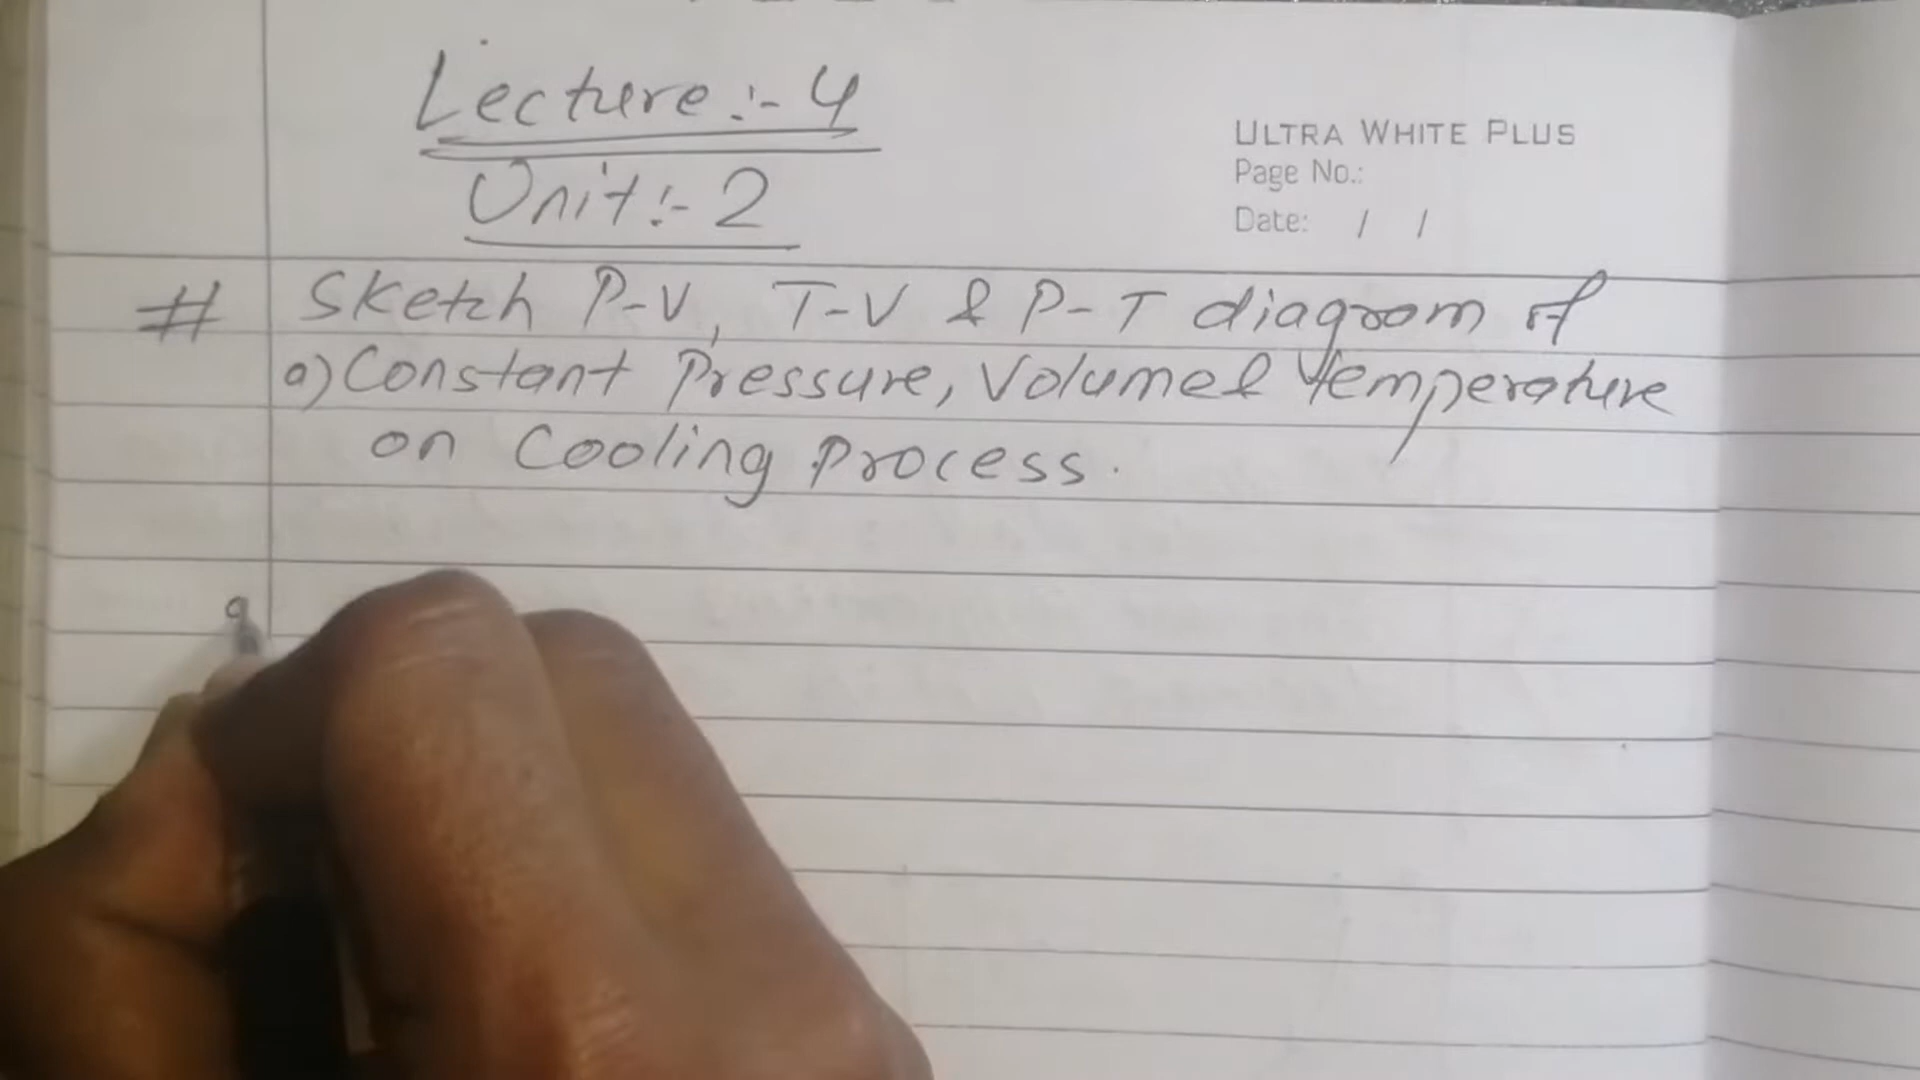 Lecture:- 4
Unit:- 2
ULTRA WHITE PLUS
Page No.:
Date: / /
# Sketch P-V, T-V & P-T diagram of
a) Constant Pressure, Volume & temperature
on Cooling Process.
a